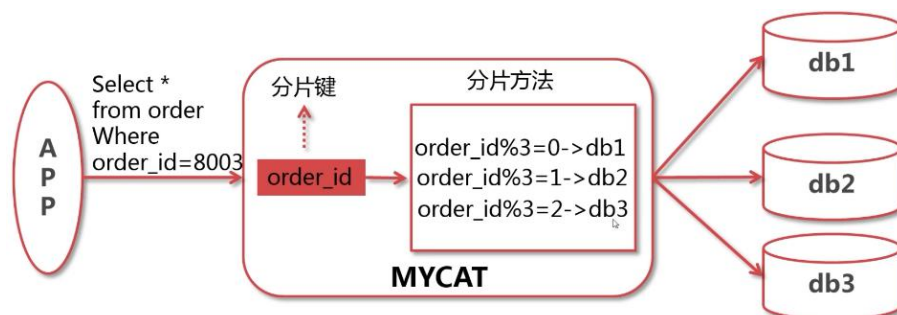 APP
Select *
from order
Where
order_id=8003
分片键
order_id
分片方法
order_id%3=0->db1
order_id%3=1->db2
order_id%3=2->db3
MYCAT
db1
db2
db3